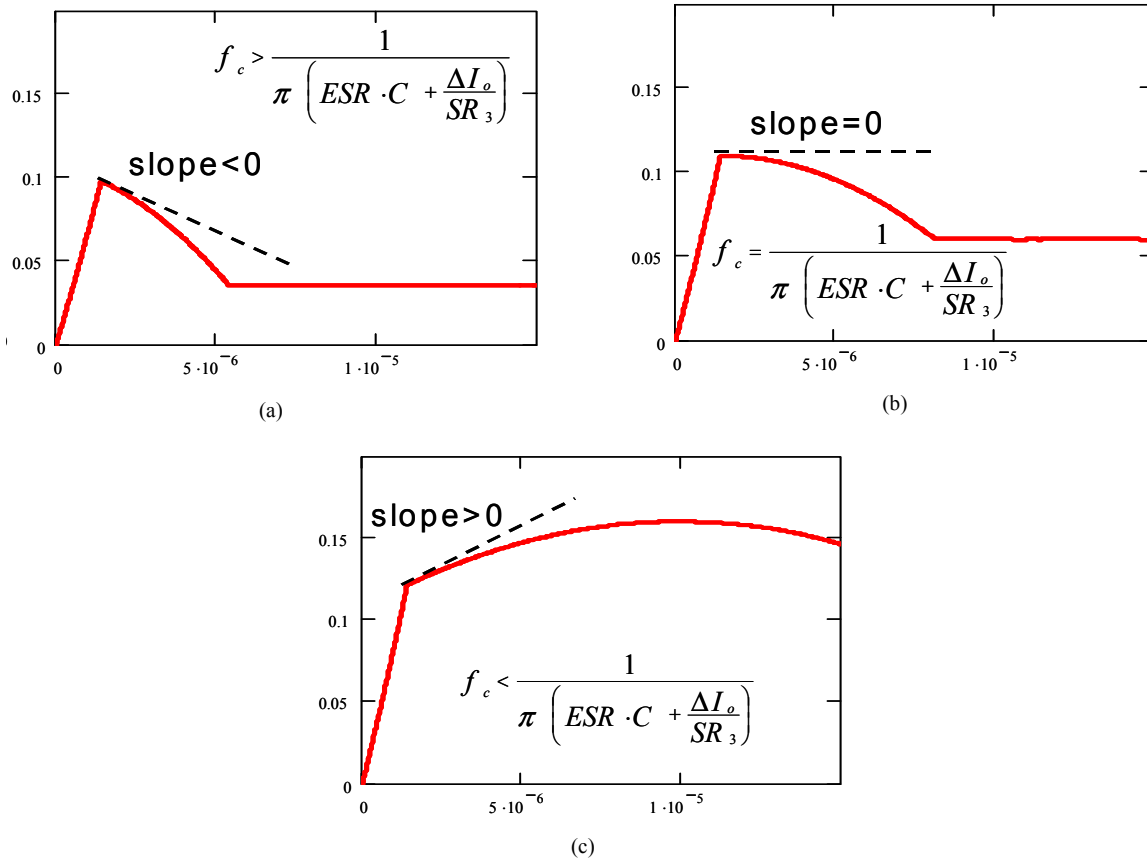 f_c > 1 / π (ESR · C + ΔI_o / SR_3)
slope<0
0.15
0.1
0.05
0
0 5·10⁻⁶ 1·10⁻⁵
(a)
slope=0
f_c = 1 / π (ESR · C + ΔI_o / SR_3)
0.15
0.1
0.05
0
0 5·10⁻⁶ 1·10⁻⁵
(b)
slope>0
f_c < 1 / π (ESR · C + ΔI_o / SR_3)
0.15
0.1
0.05
0
0 5·10⁻⁶ 1·10⁻⁵
(c)